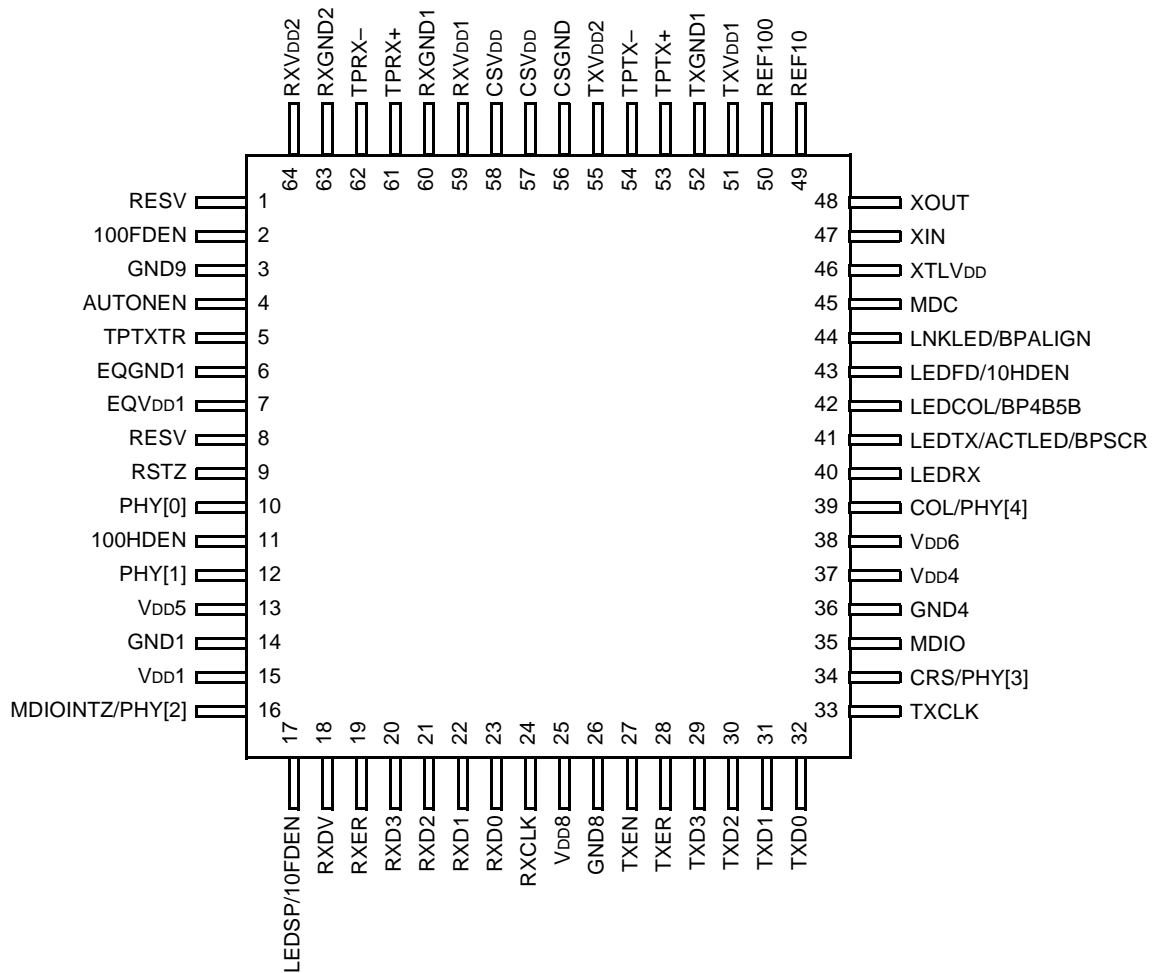 RXVDD2
RXGND2
TPRX–
TPRX+
RXGND1
RXVDD1
CSVDD
CSVDD
CSGND
TXVDD2
TPTX–
TPTX+
TXGND1
TXVDD1
REF100
REF10
64
63
62
61
60
59
58
57
56
55
54
53
52
51
50
49
RESV 1
100FDEN 2
GND9 3
AUTONEN 4
TPTXTR 5
EQGND1 6
EQVDD1 7
RESV 8
RSTZ 9
PHY[0] 10
100HDEN 11
PHY[1] 12
VDD5 13
GND1 14
VDD1 15
MDIOINTZ/PHY[2] 16
48 XOUT
47 XIN
46 XTLVDD
45 MDC
44 LNKLED/BPALIGN
43 LEDFD/10HDEN
42 LEDCOL/BP4B5B
41 LEDTX/ACTLED/BPSCR
40 LEDRX
39 COL/PHY[4]
38 VDD6
37 VDD4
36 GND4
35 MDIO
34 CRS/PHY[3]
33 TXCLK
17
18
19
20
21
22
23
24
25
26
27
28
29
30
31
32
LEDSP/10FDEN
RXDV
RXER
RXD3
RXD2
RXD1
RXD0
RXCLK
VDD8
GND8
TXEN
TXER
TXD3
TXD2
TXD1
TXD0